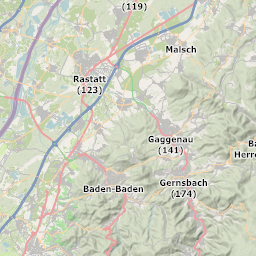 (119)
Malsch
Rastatt
(123)
Gaggenau
(141)
Ba
Herre
Baden-Baden
Gernsbach
(174)